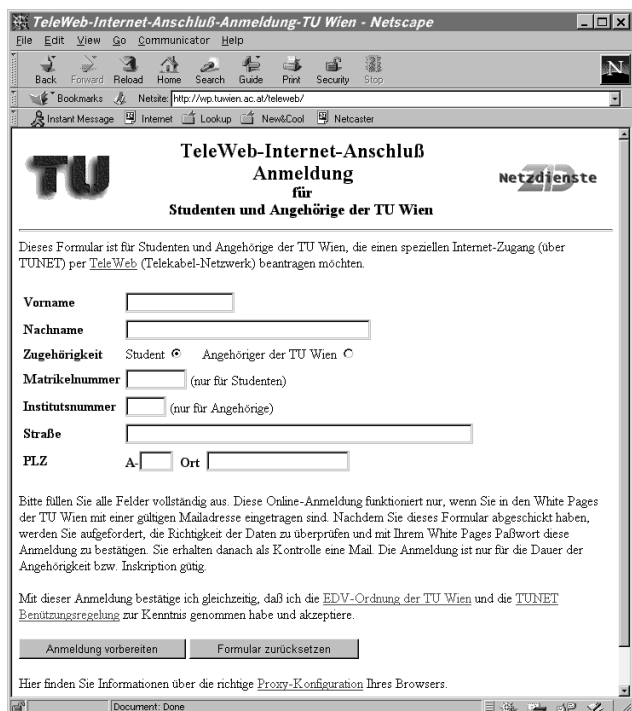 TeleWeb-Internet-Anschluß-Anmeldung-TU Wien - Netscape
File Edit View Go Communicator Help
Back Forward Reload Home Search Guide Print Security Stop
N
Bookmarks Netsite: http://wp.tuwien.ac.at/teleweb/
Instant Message Internet Lookup New&Cool Netcaster
TU
TeleWeb-Internet-Anschluß
Anmeldung
für
Studenten und Angehörige der TU Wien
ZID
Netzdienste
Dieses Formular ist für Studenten und Angehörige der TU Wien, die einen speziellen Internet-Zugang (über
TUNET) per TeleWeb (Telekabel-Netzwerk) beantragen möchten.
Vorname
Nachname
Zugehörigkeit Student Angehöriger der TU Wien
Matrikelnummer (nur für Studenten)
Institutsnummer (nur für Angehörige)
Straße
PLZ A- Ort
Bitte füllen Sie alle Felder vollständig aus. Diese Online-Anmeldung funktioniert nur, wenn Sie in den White Pages
der TU Wien mit einer gültigen Mailadresse eingetragen sind. Nachdem Sie dieses Formular abgeschickt haben,
werden Sie aufgefordert, die Richtigkeit der Daten zu überprüfen und mit Ihrem White Pages Paßwort diese
Anmeldung zu bestätigen. Sie erhalten danach als Kontrolle eine Mail. Die Anmeldung ist nur für die Dauer der
Angehörigkeit bzw. Inskription gütig.
Mit dieser Anmeldung bestätige ich gleichzeitig, daß ich die EDV-Ordnung der TU Wien und die TUNET
Benützungsregelung zur Kenntnis genommen habe und akzeptiere.
Anmeldung vorbereiten Formular zurücksetzen
Hier finden Sie Informationen über die richtige Proxy-Konfiguration Ihres Browsers.
Document: Done